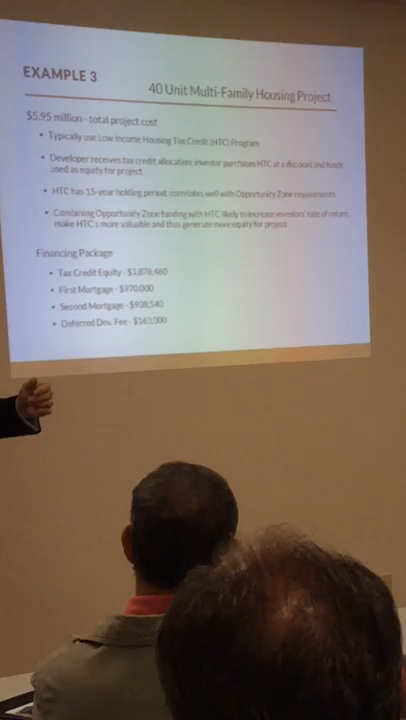 EXAMPLE 3
40 Unit Multi-Family Housing Project
$5.95 million - total project cost
• Typically use Low Income Housing Tax Credit (HTC) Program
• Developer receives tax credit allocation; investor purchases HTC at a discount and funds
used as equity for project
• HTC has 15-year holding period, correlates well with Opportunity Zone requirements
• Combining Opportunity Zone funding with HTC likely to increase investors' rate of return,
make HTC's more valuable and thus generate more equity for project
Financing Package
• Tax Credit Equity - $3,878,460
• First Mortgage - $970,000
• Second Mortgage - $938,540
• Deferred Dev. Fee - $163,000